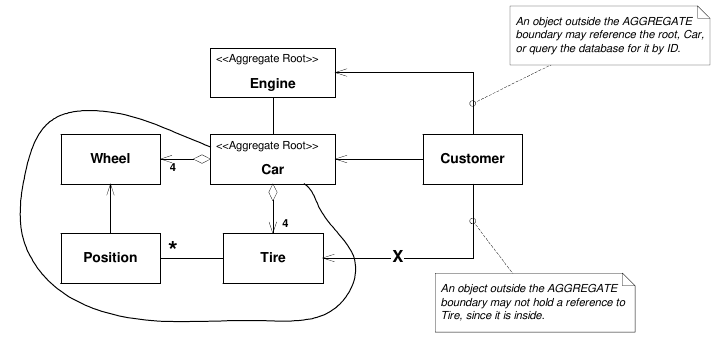 An object outside the AGGREGATE
boundary may reference the root, Car,
or query the database for it by ID.
<<Aggregate Root>>
Engine
<<Aggregate Root>>
Wheel
4
Car
Customer
4
Position
*
Tire
X
An object outside the AGGREGATE
boundary may not hold a reference to
Tire, since it is inside.